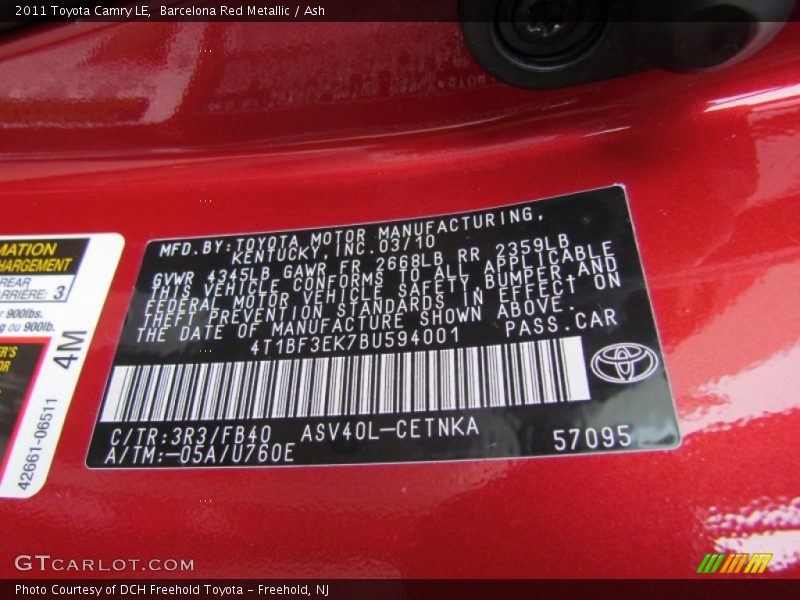 2011 Toyota Camry LE, Barcelona Red Metallic / Ash
MFD.BY:TOYOTA MOTOR MANUFACTURING,
KENTUCKY,INC.03/10
GVWR 4345LB GAWR FR 2668LB RR 2359LB
THIS VEHICLE CONFORMS TO ALL APPLICABLE
FEDERAL MOTOR VEHICLE SAFETY,BUMPER,AND
THEFT PREVENTION STANDARDS IN EFFECT ON
THE DATE OF MANUFACTURE SHOWN ABOVE.
4T1BF3EK7BU594001 PASS.CAR
C/TR:3R3/FB40 ASV40L-CETNKA
A/TM:-05A/U760E 57095
MATION
HARGEMENT
REAR
ARRIÈRE: 3
r 900lbs.
g ou 900lb.
ER'S
OR
4M
42661-06511
GTCARLOT.COM
Photo Courtesy of DCH Freehold Toyota - Freehold, NJ